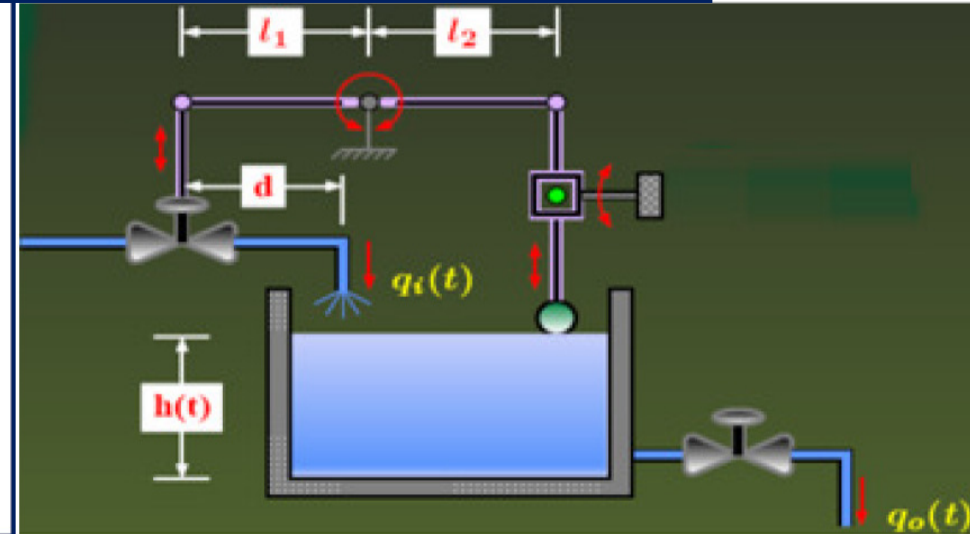 l₁ l₂
d
qᵢ(t)
h(t)
qₒ(t)